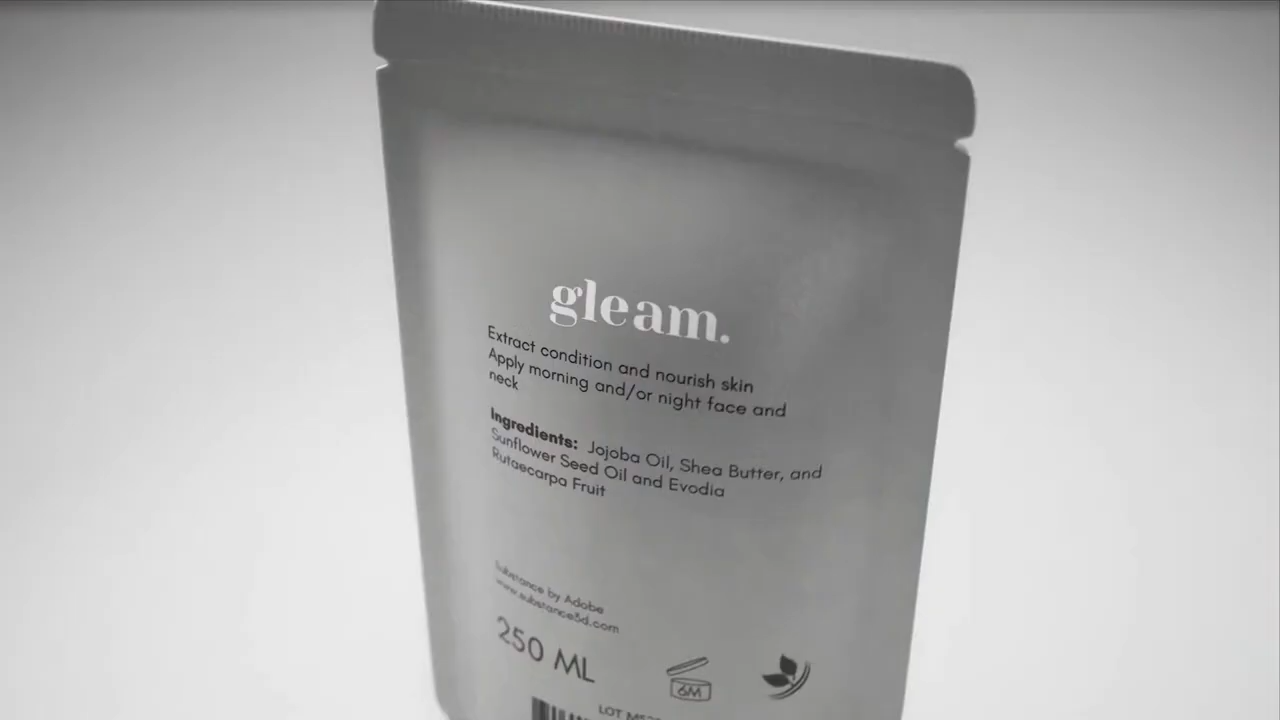 gleam.
Extract condition and nourish skin
Apply morning and/or night face and
neck
Ingredients: Jojoba Oil, Shea Butter, and
Sunflower Seed Oil and Evodia
Rutaecarpa Fruit
Substance by Adobe
www.substance3d.com
250 ML
6M
LOT